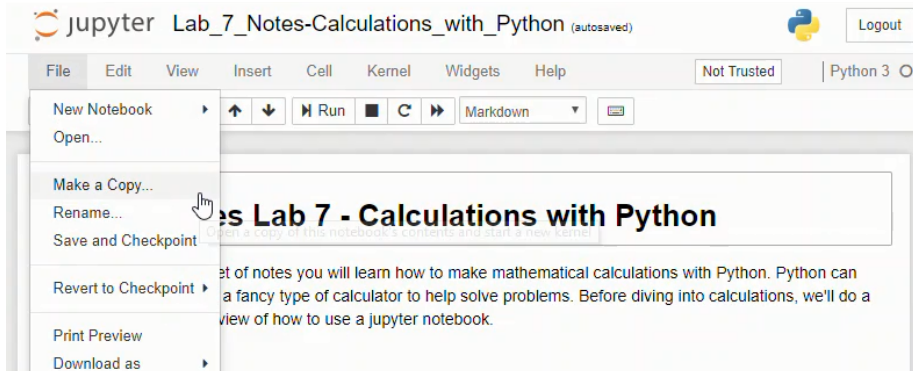 jupyter Lab_7_Notes-Calculations_with_Python (autosaved) Logout
File Edit View Insert Cell Kernel Widgets Help Not Trusted Python 3
New Notebook Run Markdown
Open...
Make a Copy...
Rename...
es Lab 7 - Calculations with Python
Save and Checkpoint
Open a copy of this notebook's contents and start a new kernel
et of notes you will learn how to make mathematical calculations with Python. Python can
Revert to Checkpoint a fancy type of calculator to help solve problems. Before diving into calculations, we'll do a
view of how to use a jupyter notebook.
Print Preview
Download as